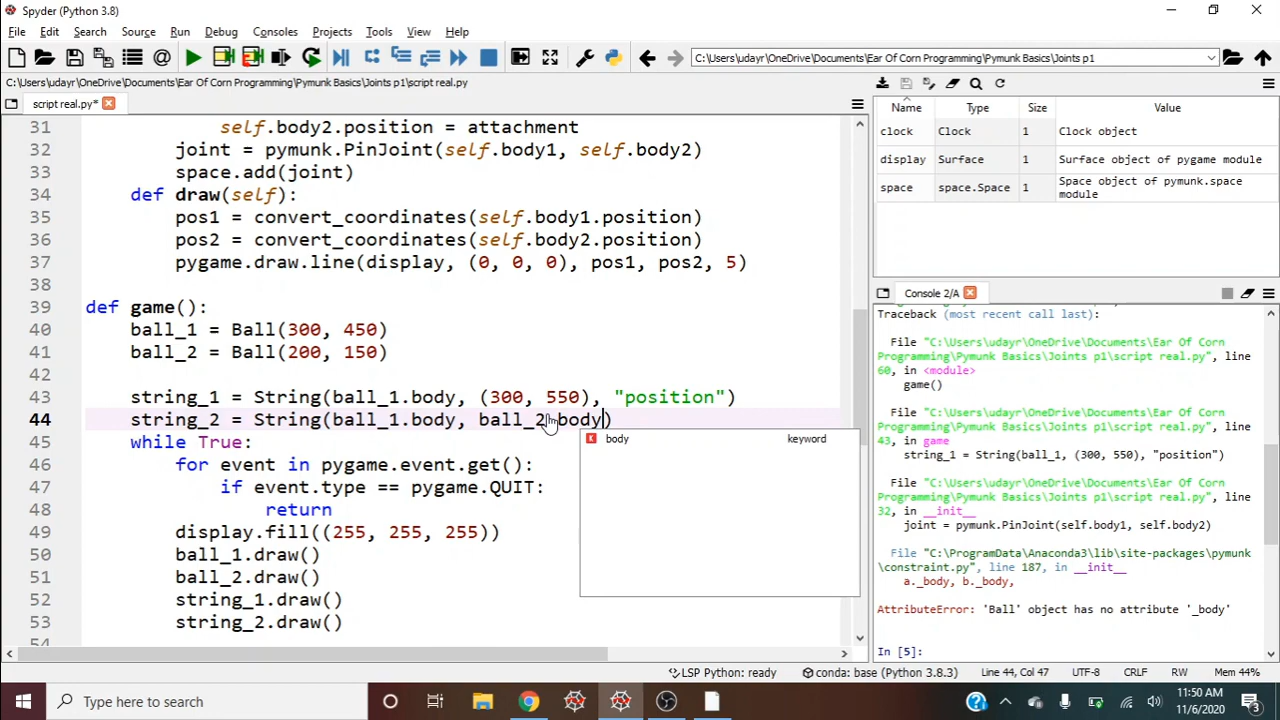 Spyder (Python 3.8)
File Edit Search Source Run Debug Consoles Projects Tools View Help
C:\Users\udayr\OneDrive\Documents\Ear Of Corn Programming\Pymunk Basics\Joints p1
C:\Users\udayr\OneDrive\Documents\Ear Of Corn Programming\Pymunk Basics\Joints p1\script real.py
script real.py*
31 self.body2.position = attachment
32 joint = pymunk.PinJoint(self.body1, self.body2)
33 space.add(joint)
34 def draw(self):
35 pos1 = convert_coordinates(self.body1.position)
36 pos2 = convert_coordinates(self.body2.position)
37 pygame.draw.line(display, (0, 0, 0), pos1, pos2, 5)
38
39 def game():
40 ball_1 = Ball(300, 450)
41 ball_2 = Ball(200, 150)
42
43 string_1 = String(ball_1.body, (300, 550), "position")
44 string_2 = String(ball_1.body, ball_2.body)
body keyword
45 while True:
46 for event in pygame.event.get():
47 if event.type == pygame.QUIT:
48 return
49 display.fill((255, 255, 255))
50 ball_1.draw()
51 ball_2.draw()
52 string_1.draw()
53 string_2.draw()
54
Name Type Size Value
clock Clock 1 Clock object
display Surface 1 Surface object of pygame module
space space.Space 1 Space object of pymunk.space
module
Console 2/A
Traceback (most recent call last):
File "C:\Users\udayr\OneDrive\Documents\Ear Of Corn
Programming\Pymunk Basics\Joints p1\script real.py", line
60, in <module>
game()
File "C:\Users\udayr\OneDrive\Documents\Ear Of Corn
Programming\Pymunk Basics\Joints p1\script real.py", line
43, in game
string_1 = String(ball_1, (300, 550), "position")
File "C:\Users\udayr\OneDrive\Documents\Ear Of Corn
Programming\Pymunk Basics\Joints p1\script real.py", line
32, in __init__
joint = pymunk.PinJoint(self.body1, self.body2)
File "C:\ProgramData\Anaconda3\lib\site-packages\pymunk
\constraint.py", line 187, in __init__
a._body, b._body,
AttributeError: 'Ball' object has no attribute '_body'
In [5]:
LSP Python: ready conda: base (Python 3.8.3) Line 44, Col 47 UTF-8 CRLF RW Mem 44%
Type here to search
11:50 AM
11/6/2020
3